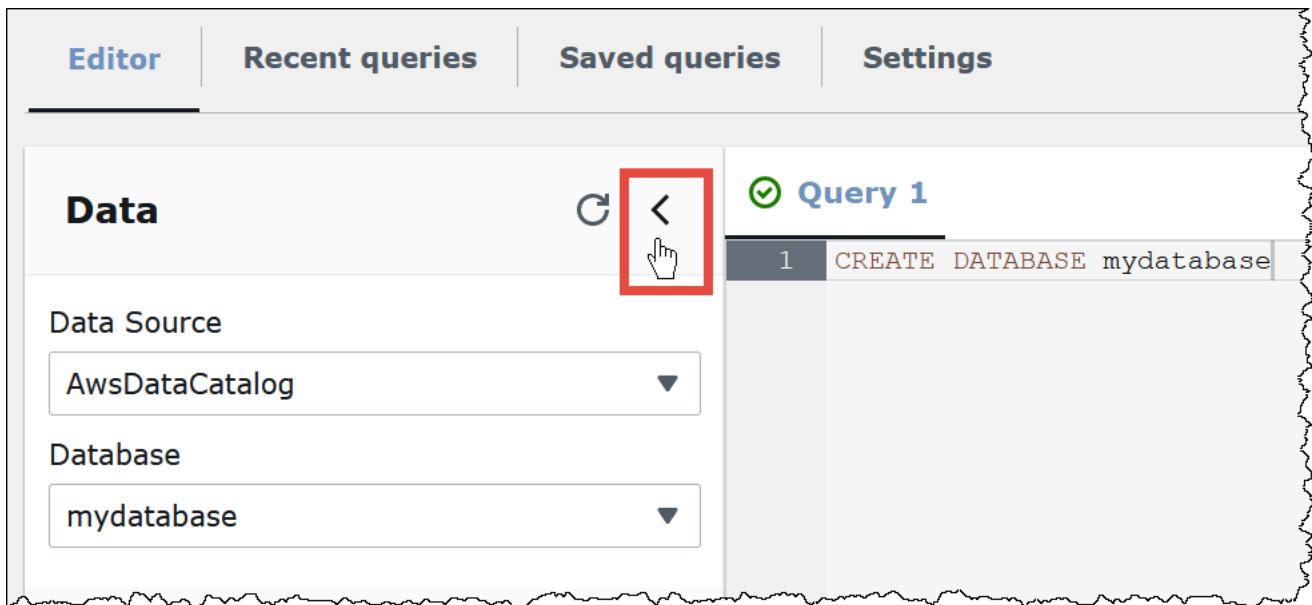 Editor Recent queries Saved queries Settings
Data
Query 1
1 CREATE DATABASE mydatabase
Data Source
AwsDataCatalog
Database
mydatabase